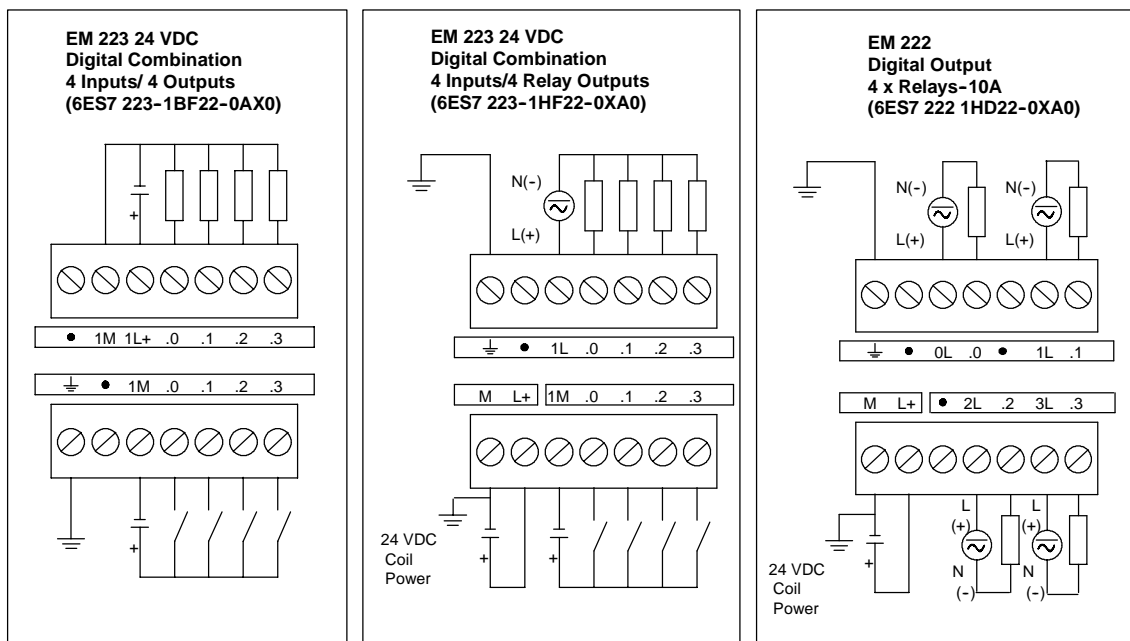 EM 223 24 VDC
Digital Combination
4 Inputs/ 4 Outputs
(6ES7 223-1BF22-0AX0)
+
● 1M 1L+ .0 .1 .2 .3
● 1M .0 .1 .2 .3
+
EM 223 24 VDC
Digital Combination
4 Inputs/4 Relay Outputs
(6ES7 223-1HF22-0XA0)
N(-)
L(+)
● 1L .0 .1 .2 .3
M L+ 1M .0 .1 .2 .3
24 VDC
Coil
Power
+ +
EM 222
Digital Output
4 x Relays-10A
(6ES7 222 1HD22-0XA0)
N(-) N(-)
L(+) L(+)
● 0L .0 ● 1L .1
M L+ ● 2L .2 3L .3
L L
(+) (+)
+
N N
(-) (-)
24 VDC
Coil
Power